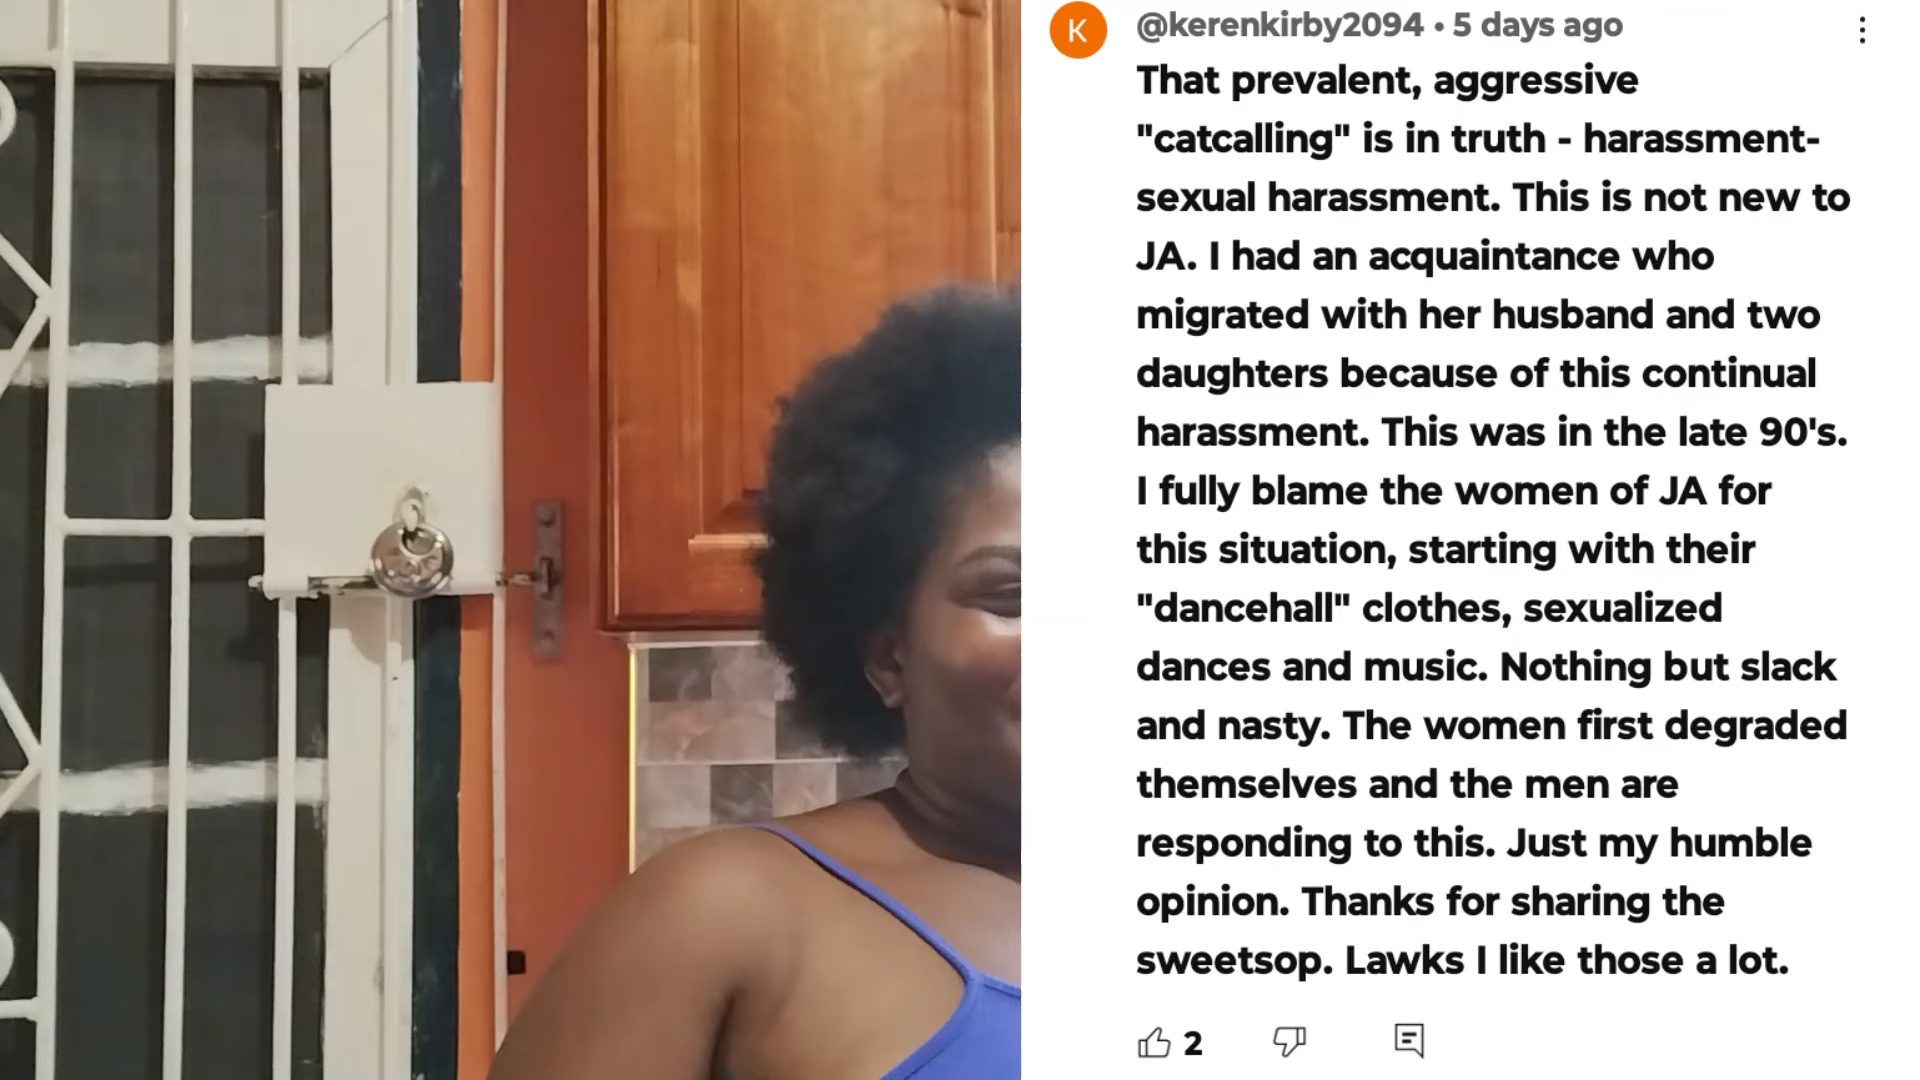 K
@kerenkirby2094 • 5 days ago
That prevalent, aggressive
"catcalling" is in truth - harassment-
sexual harassment. This is not new to
JA. I had an acquaintance who
migrated with her husband and two
daughters because of this continual
harassment. This was in the late 90's.
I fully blame the women of JA for
this situation, starting with their
"dancehall" clothes, sexualized
dances and music. Nothing but slack
and nasty. The women first degraded
themselves and the men are
responding to this. Just my humble
opinion. Thanks for sharing the
sweetsop. Lawks I like those a lot.
2